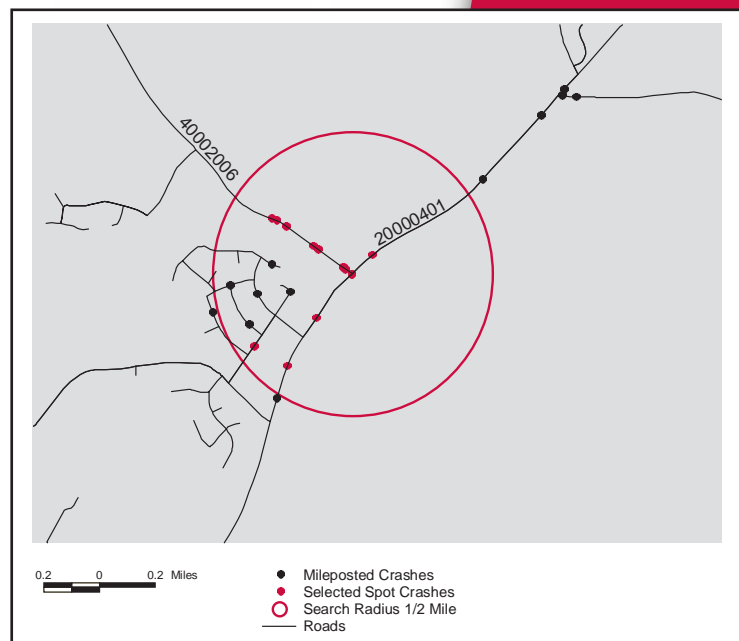 40002006
20000401
0.2 0 0.2 Miles
Mileposted Crashes
Selected Spot Crashes
Search Radius 1/2 Mile
Roads